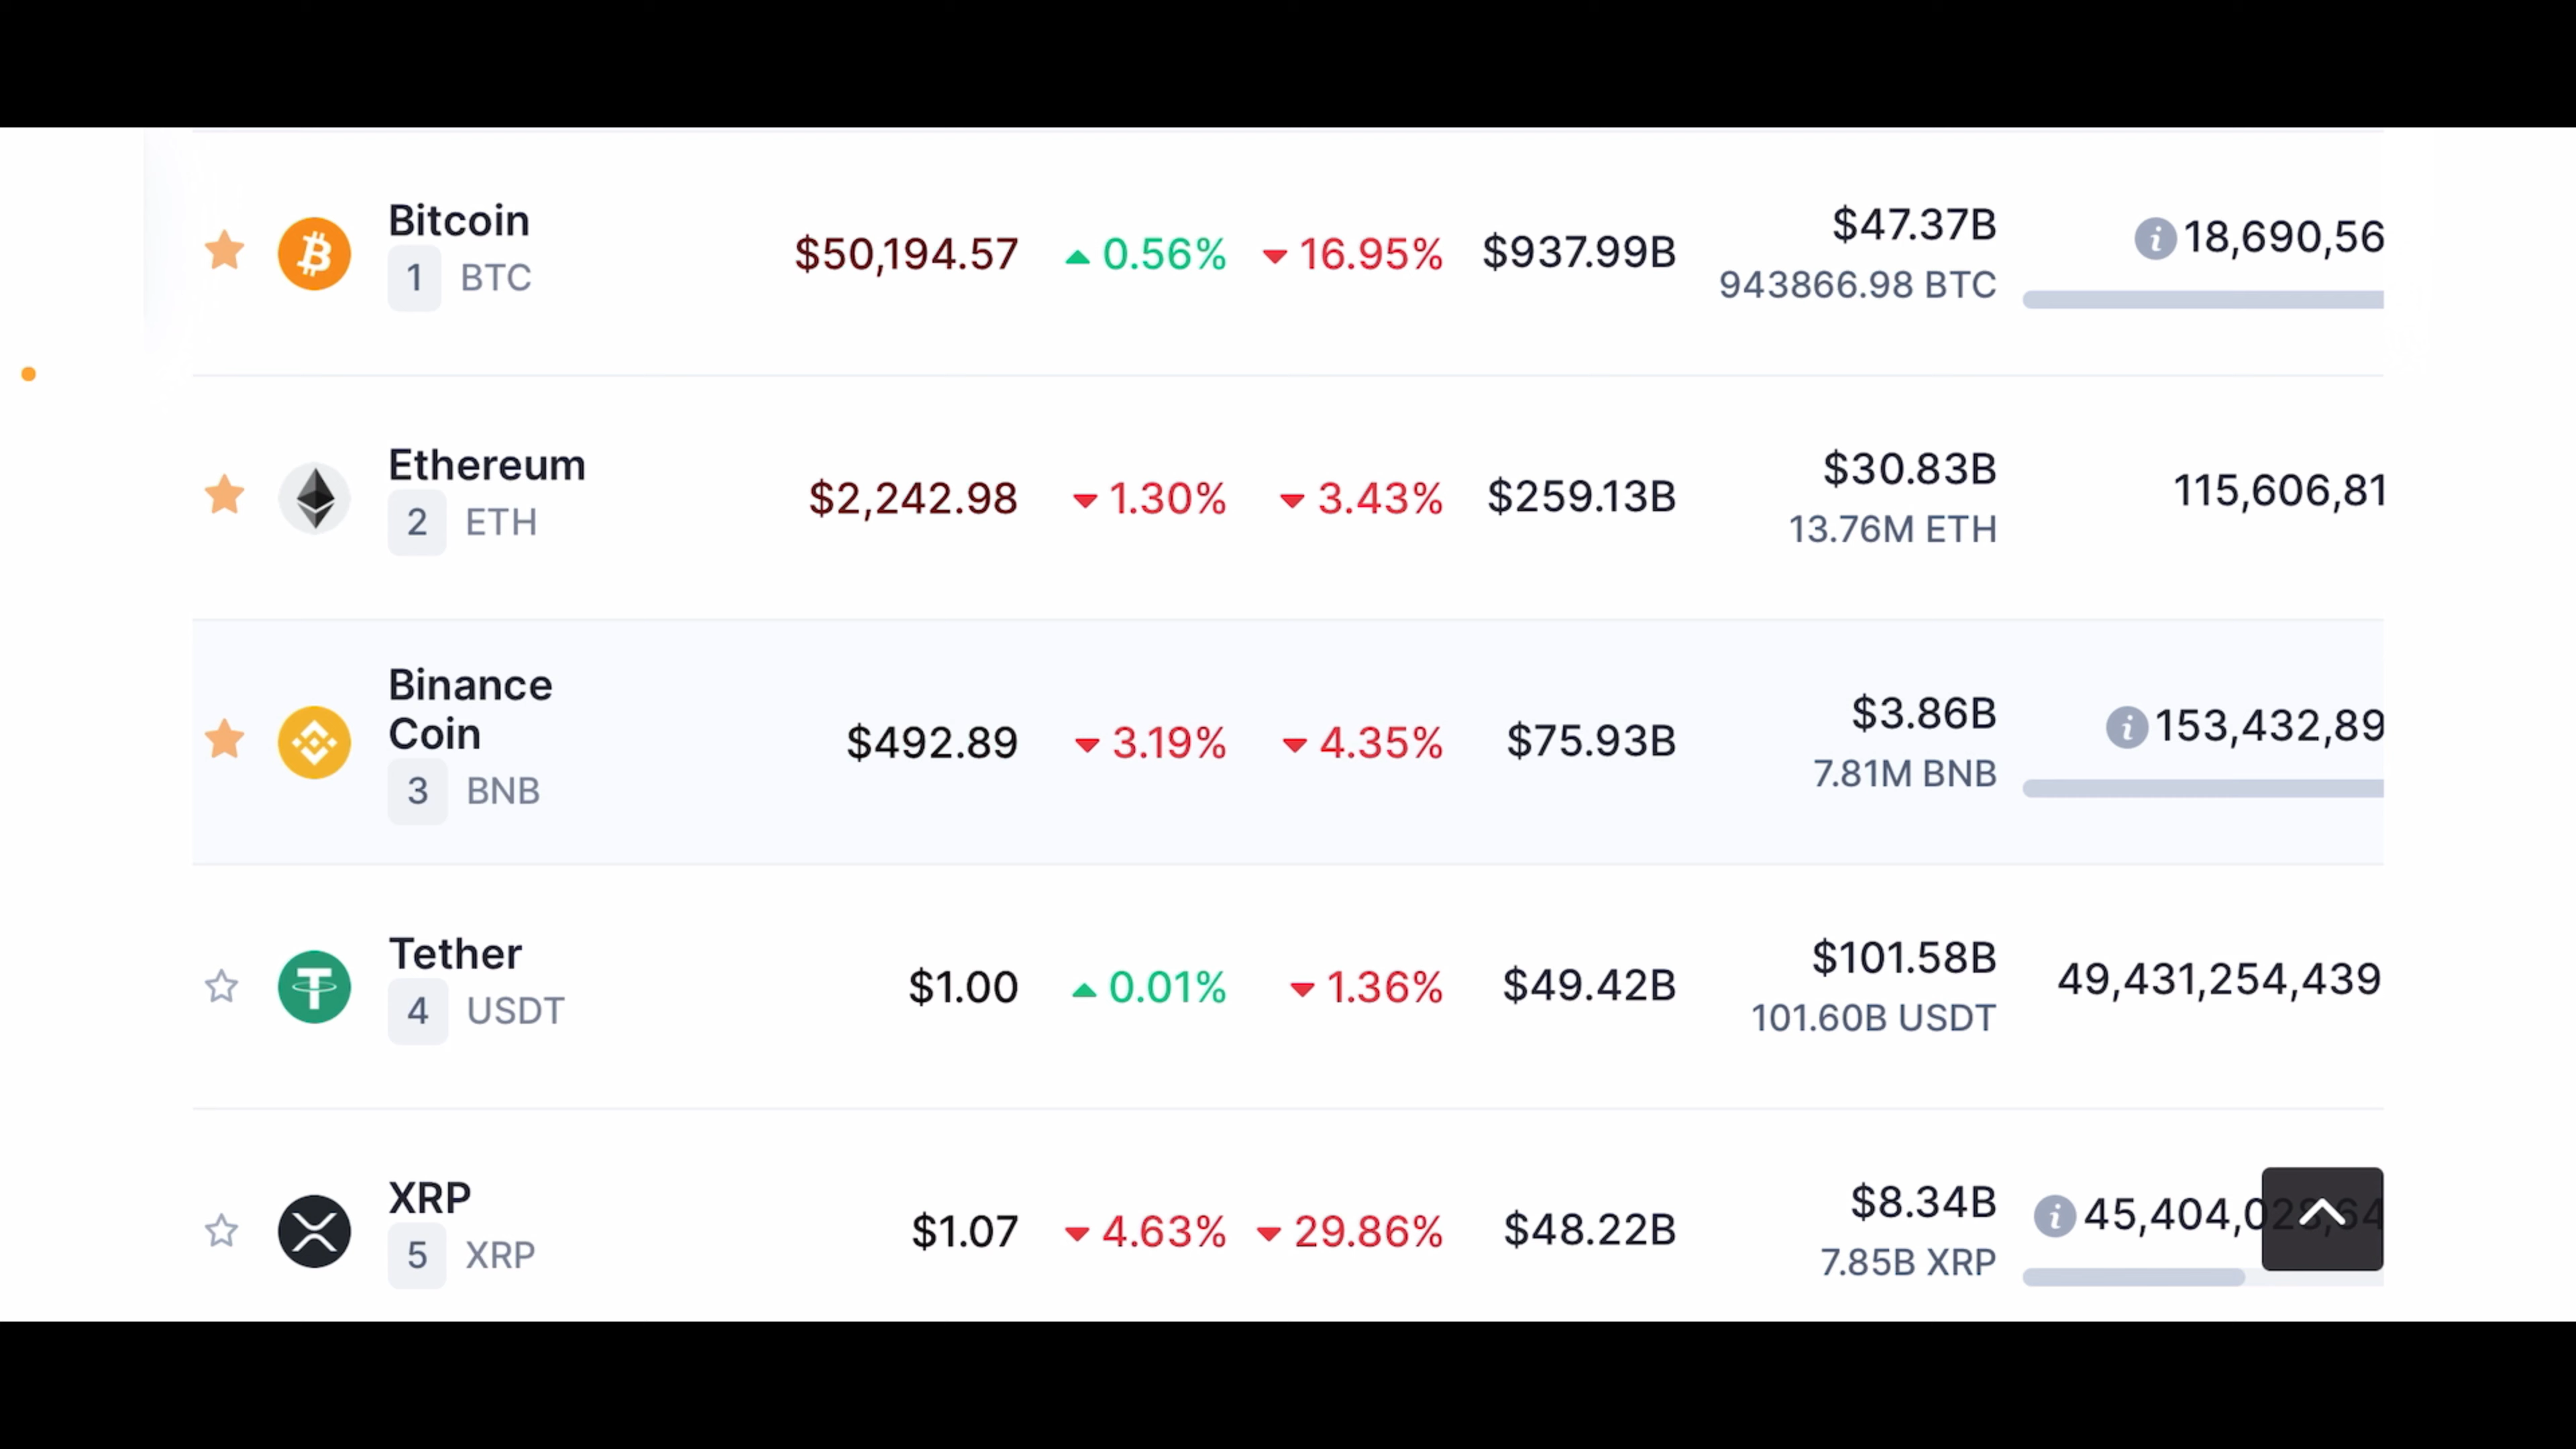 Bitcoin
1 BTC
$50,194.57 0.56% 16.95% $937.99B
$47.37B
943866.98 BTC
18,690,56
Ethereum
2 ETH
$2,242.98 1.30% 3.43% $259.13B
$30.83B
13.76M ETH
115,606,81
Binance
Coin
3 BNB
$492.89 3.19% 4.35% $75.93B
$3.86B
7.81M BNB
153,432,89
Tether
4 USDT
$1.00 0.01% 1.36% $49.42B
$101.58B
101.60B USDT
49,431,254,439
XRP
5 XRP
$1.07 4.63% 29.86% $48.22B
$8.34B
7.85B XRP